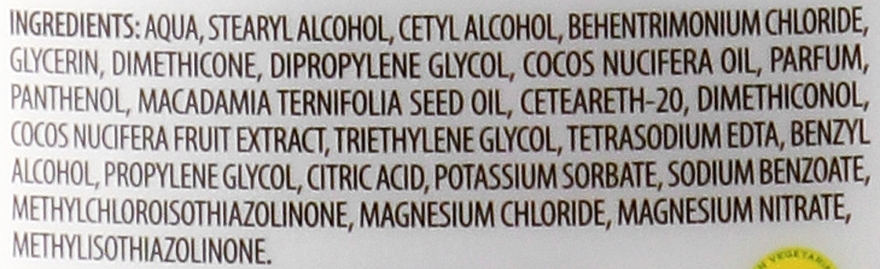 INGREDIENTS: AQUA, STEARYL ALCOHOL, CETYL ALCOHOL, BEHENTRIMONIUM CHLORIDE,
GLYCERIN, DIMETHICONE, DIPROPYLENE GLYCOL, COCOS NUCIFERA OIL, PARFUM,
PANTHENOL, MACADAMIA TERNIFOLIA SEED OIL, CETEARETH-20, DIMETHICONOL,
COCOS NUCIFERA FRUIT EXTRACT, TRIETHYLENE GLYCOL, TETRASODIUM EDTA, BENZYL
ALCOHOL, PROPYLENE GLYCOL, CITRIC ACID, POTASSIUM SORBATE, SODIUM BENZOATE,
METHYLCHLOROISOTHIAZOLINONE, MAGNESIUM CHLORIDE, MAGNESIUM NITRATE,
METHYLISOTHIAZOLINONE.